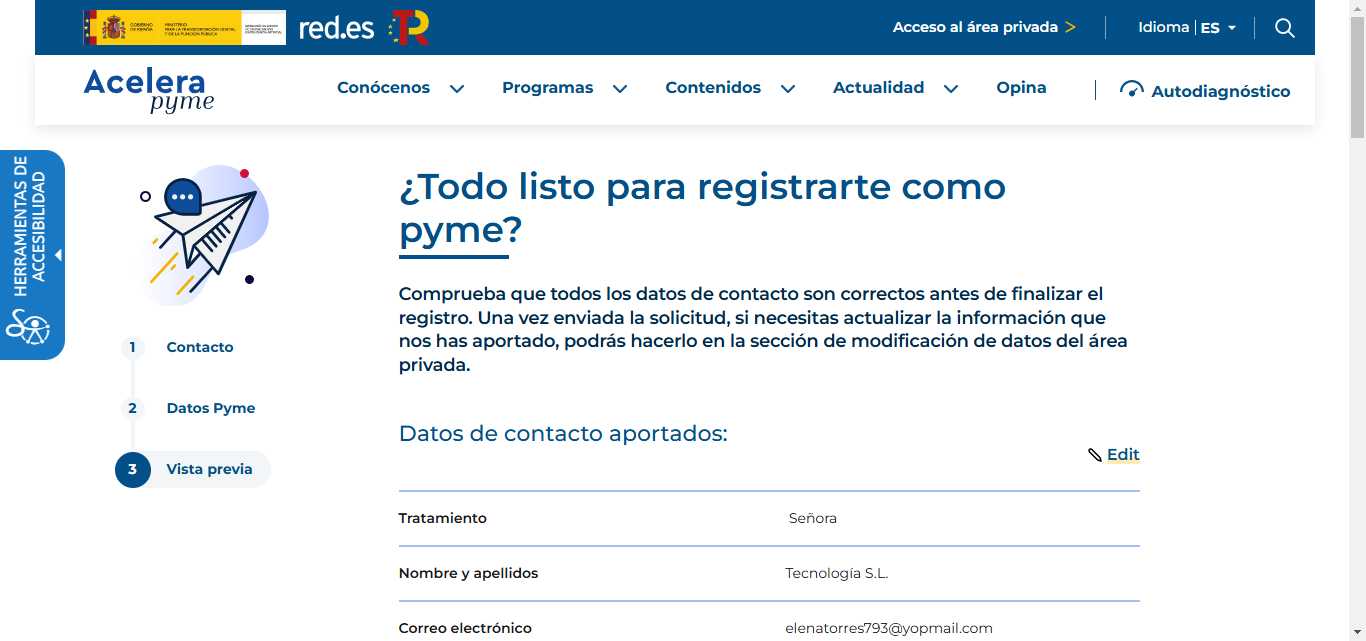 GOBIERNO DE ESPAÑA
MINISTERIO PARA LA TRANSFORMACIÓN DIGITAL Y DE LA FUNCIÓN PÚBLICA
red.es
Acceso al área privada >
Idioma | ES
Acelera pyme
Conócenos
Programas
Contenidos
Actualidad
Opina
Autodiagnóstico
HERRAMIENTAS DE ACCESIBILIDAD
1 Contacto
2 Datos Pyme
3 Vista previa
¿Todo listo para registrarte como
pyme?
Comprueba que todos los datos de contacto son correctos antes de finalizar el
registro. Una vez enviada la solicitud, si necesitas actualizar la información que
nos has aportado, podrás hacerlo en la sección de modificación de datos del área
privada.
Datos de contacto aportados:
Edit
Tratamiento Señora
Nombre y apellidos Tecnología S.L.
Correo electrónico elenatorres793@yopmail.com